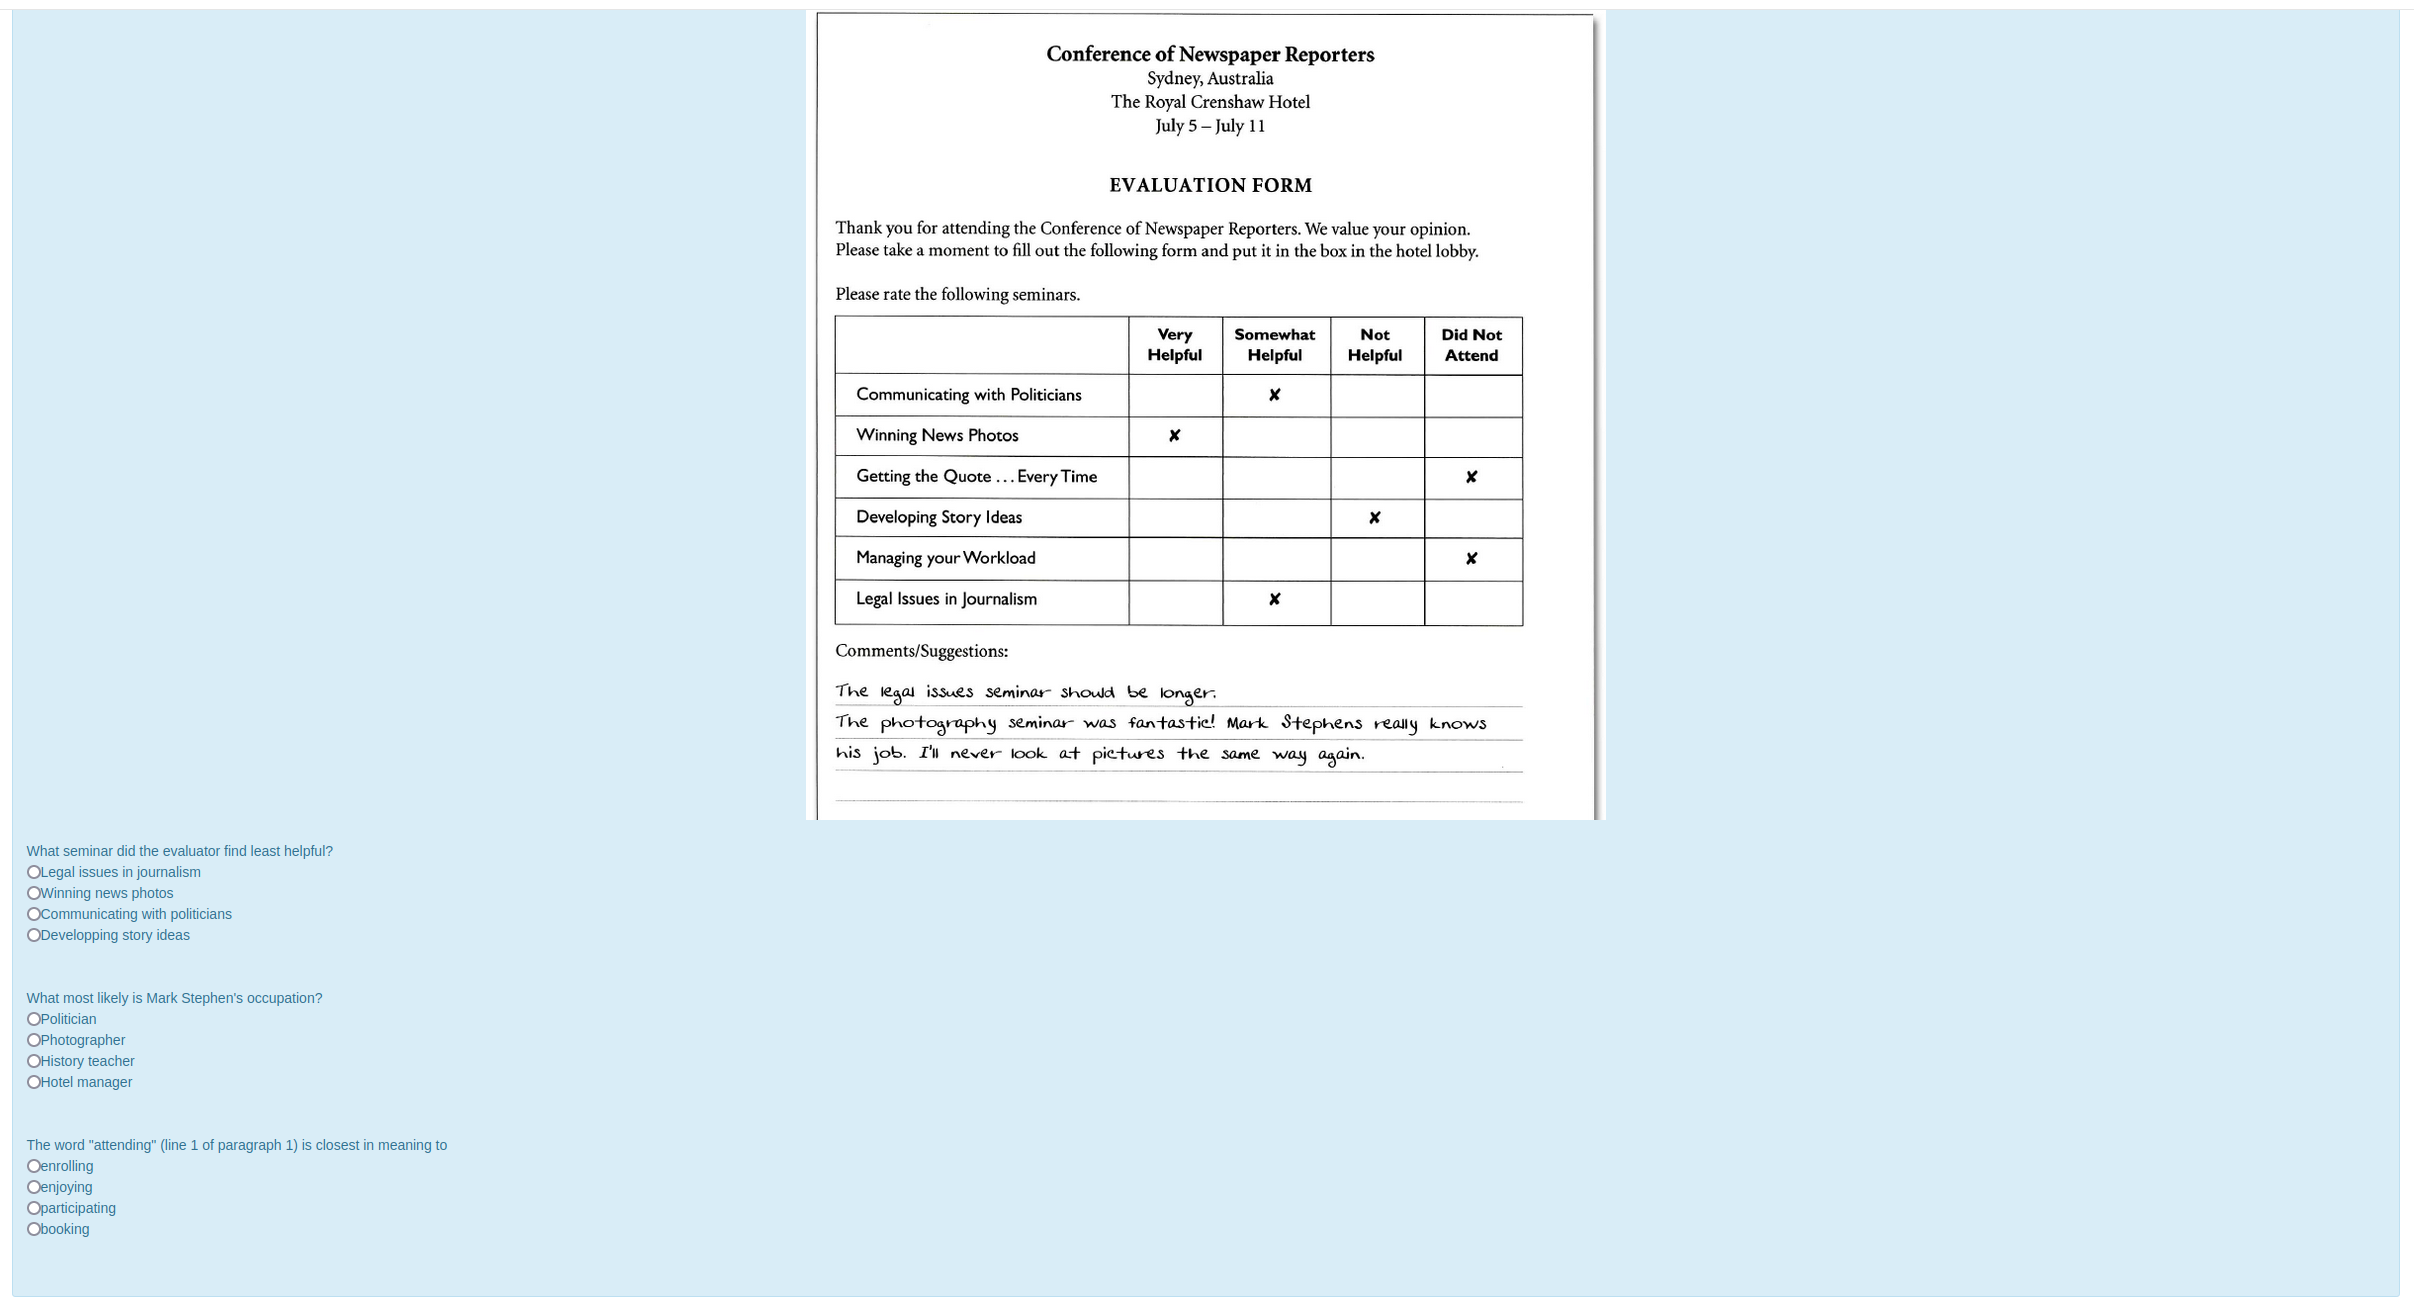 Conference of Newspaper Reporters
Sydney, Australia
The Royal Crenshaw Hotel
July 5 – July 11
EVALUATION FORM
Thank you for attending the Conference of Newspaper Reporters. We value your opinion.
Please take a moment to fill out the following form and put it in the box in the hotel lobby.
Please rate the following seminars.
Very Helpful Somewhat Helpful Not Helpful Did Not Attend
Communicating with Politicians ✘
Winning News Photos ✘
Getting the Quote ... Every Time ✘
Developing Story Ideas ✘
Managing your Workload ✘
Legal Issues in Journalism ✘
Comments/Suggestions:
The legal issues seminar should be longer.
The photography seminar was fantastic! Mark Stephens really knows
his job. I'll never look at pictures the same way again.
What seminar did the evaluator find least helpful?
Legal issues in journalism
Winning news photos
Communicating with politicians
Developping story ideas
What most likely is Mark Stephen's occupation?
Politician
Photographer
History teacher
Hotel manager
The word "attending" (line 1 of paragraph 1) is closest in meaning to
enrolling
enjoying
participating
booking